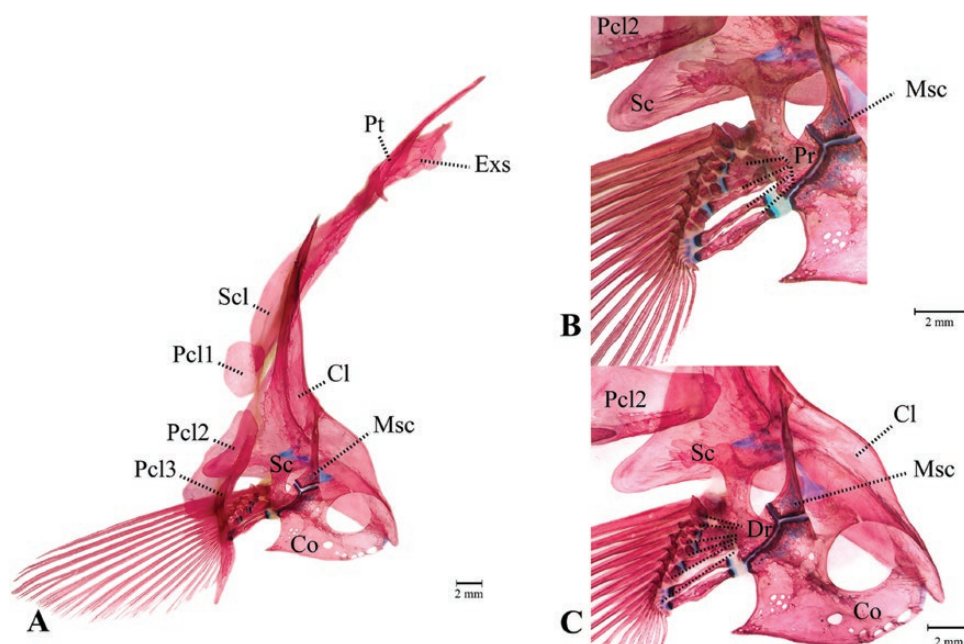 Pt
Exs
Scl
Pcl1
Cl
Pcl2
Msc
Sc
Pcl3
Co
2 mm
A
Pcl2
Msc
Sc
Pr
B
2 mm
Pcl2
Cl
Sc
Msc
Dr
Co
C
2 mm